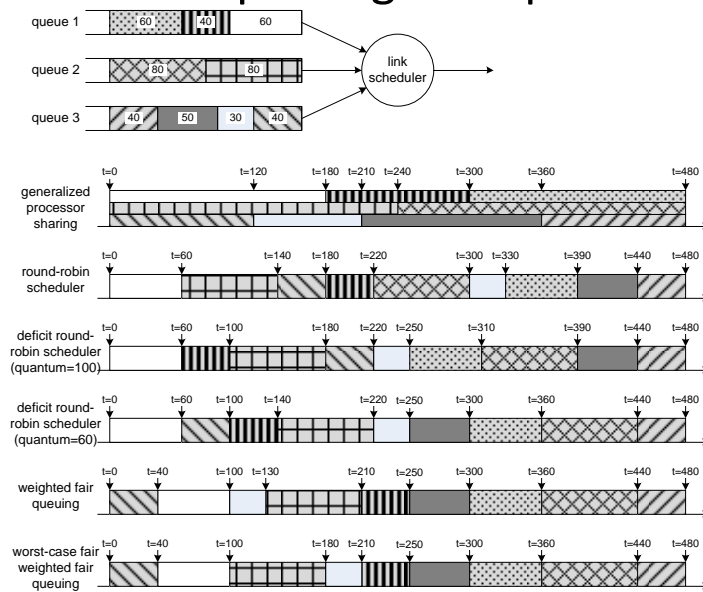 queue 1 60 40 60
queue 2 80 80
queue 3 40 50 30 40
link
scheduler
t=0 t=120 t=180 t=210 t=240 t=300 t=360 t=480
generalized
processor
sharing
t=0 t=60 t=140 t=180 t=220 t=300 t=330 t=390 t=440 t=480
round-robin
scheduler
t=0 t=60 t=100 t=180 t=220 t=250 t=310 t=390 t=440 t=480
deficit round-
robin scheduler
(quantum=100)
t=0 t=60 t=100 t=140 t=220 t=250 t=300 t=360 t=440 t=480
deficit round-
robin scheduler
(quantum=60)
t=0 t=40 t=100 t=130 t=210 t=250 t=300 t=360 t=440 t=480
weighted fair
queuing
t=0 t=40 t=100 t=180 t=210 t=250 t=300 t=360 t=440 t=480
worst-case fair
weighted fair
queuing